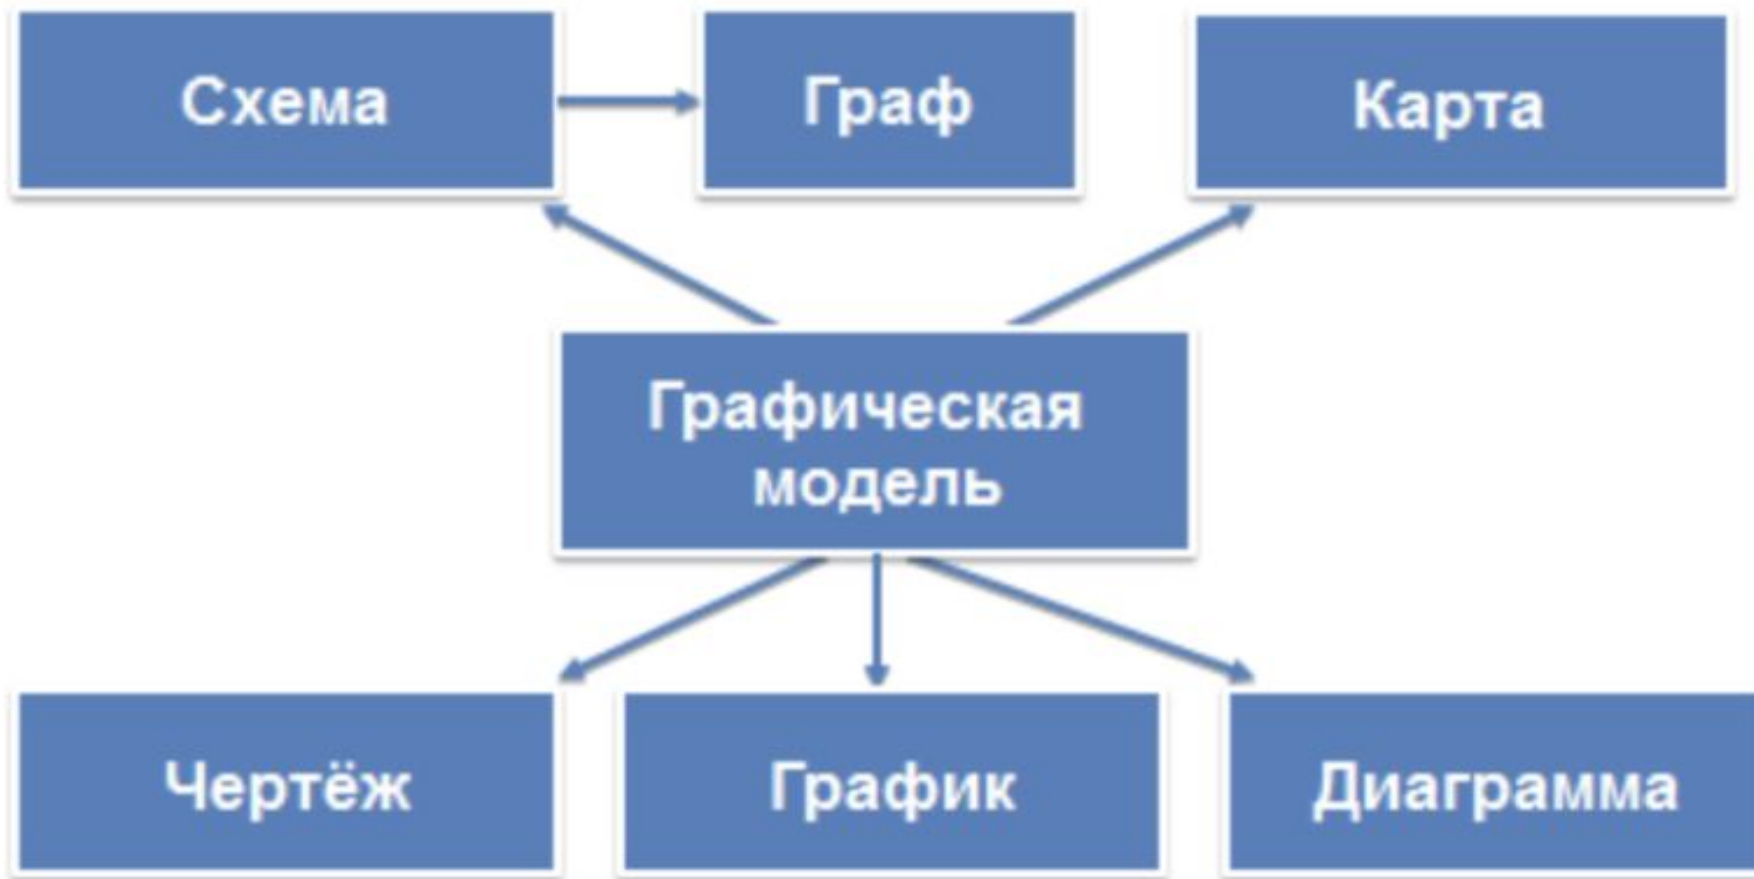 Схема
Граф
Карта
Графическая
модель
Чертёж
График
Диаграмма